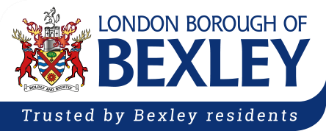 LONDON BOROUGH OF
BEXLEY
Trusted by Bexley residents